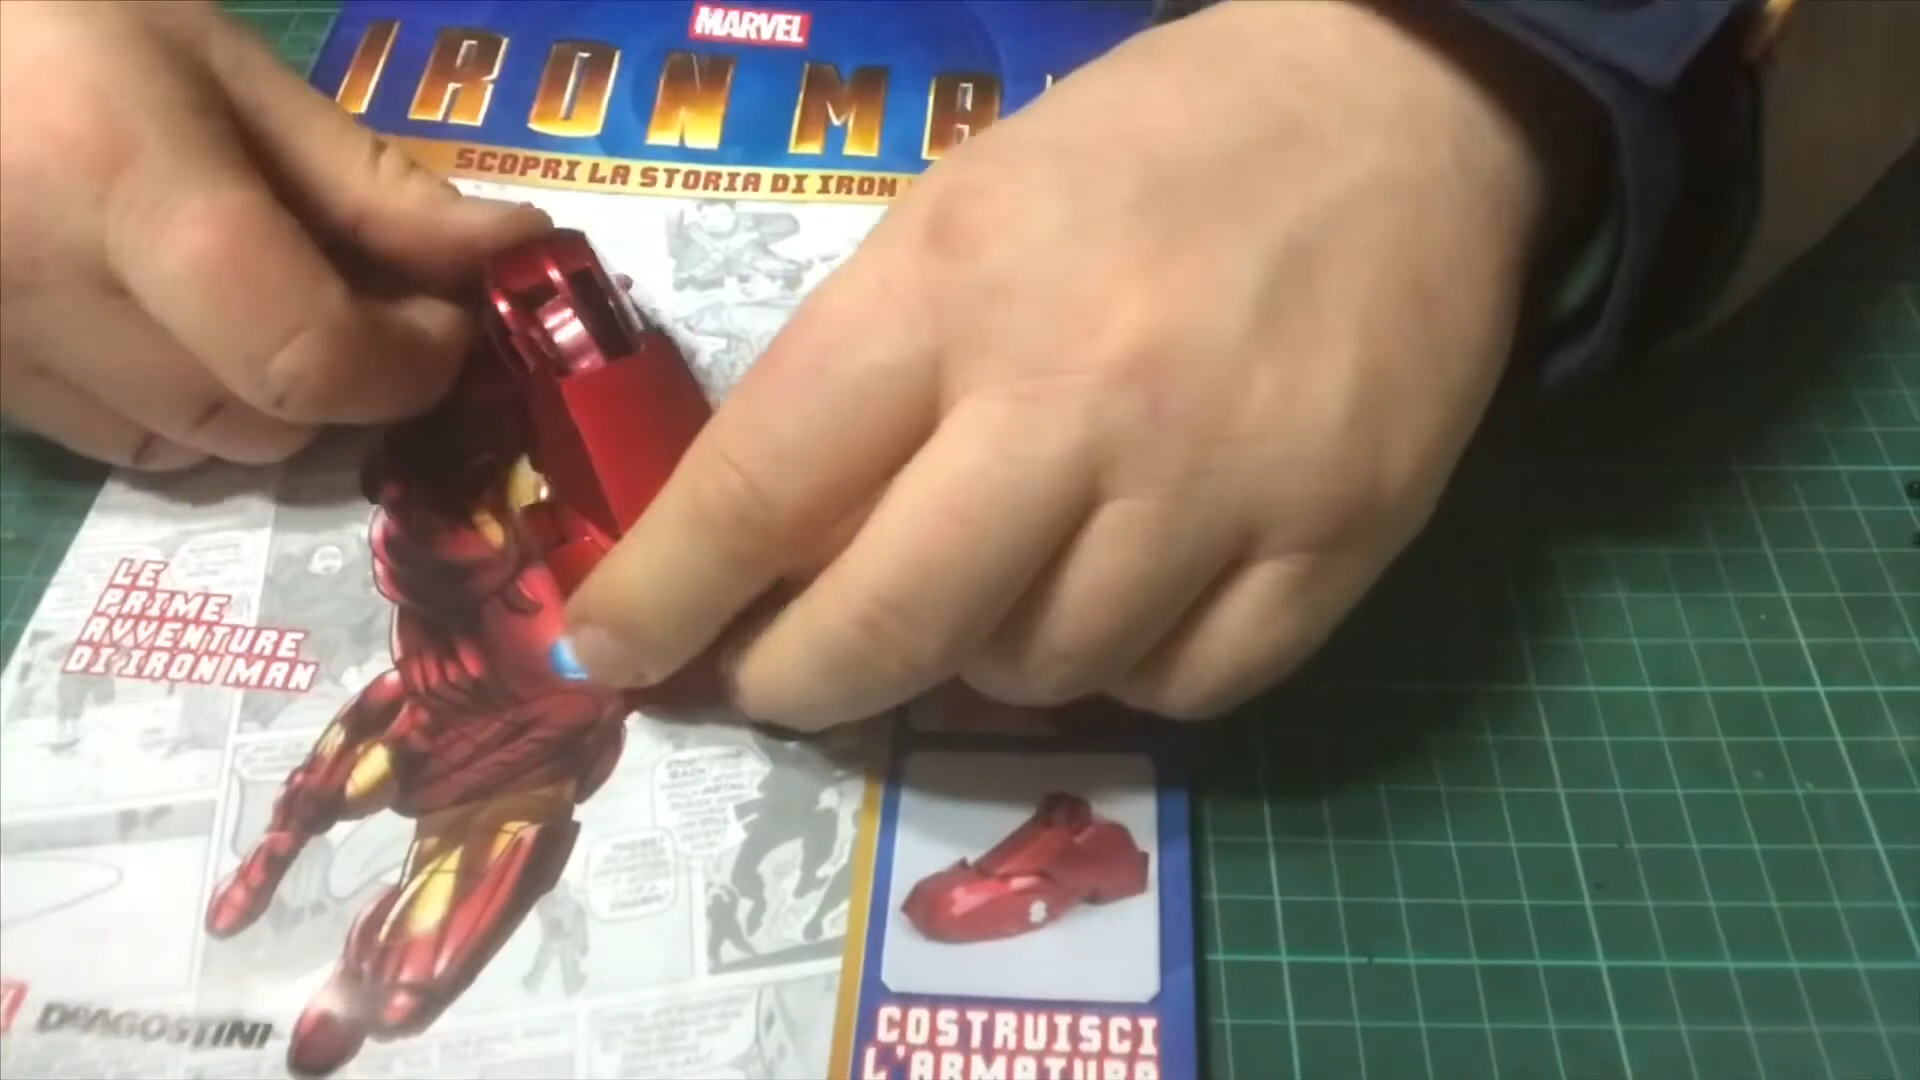 MARVEL
IRON MA
SCOPRI LA STORIA DI IRON
LE
PRIME
AVVENTURE
DI IRON MAN
DEAGOSTINI
COSTRUISCI
L'ARMATURA